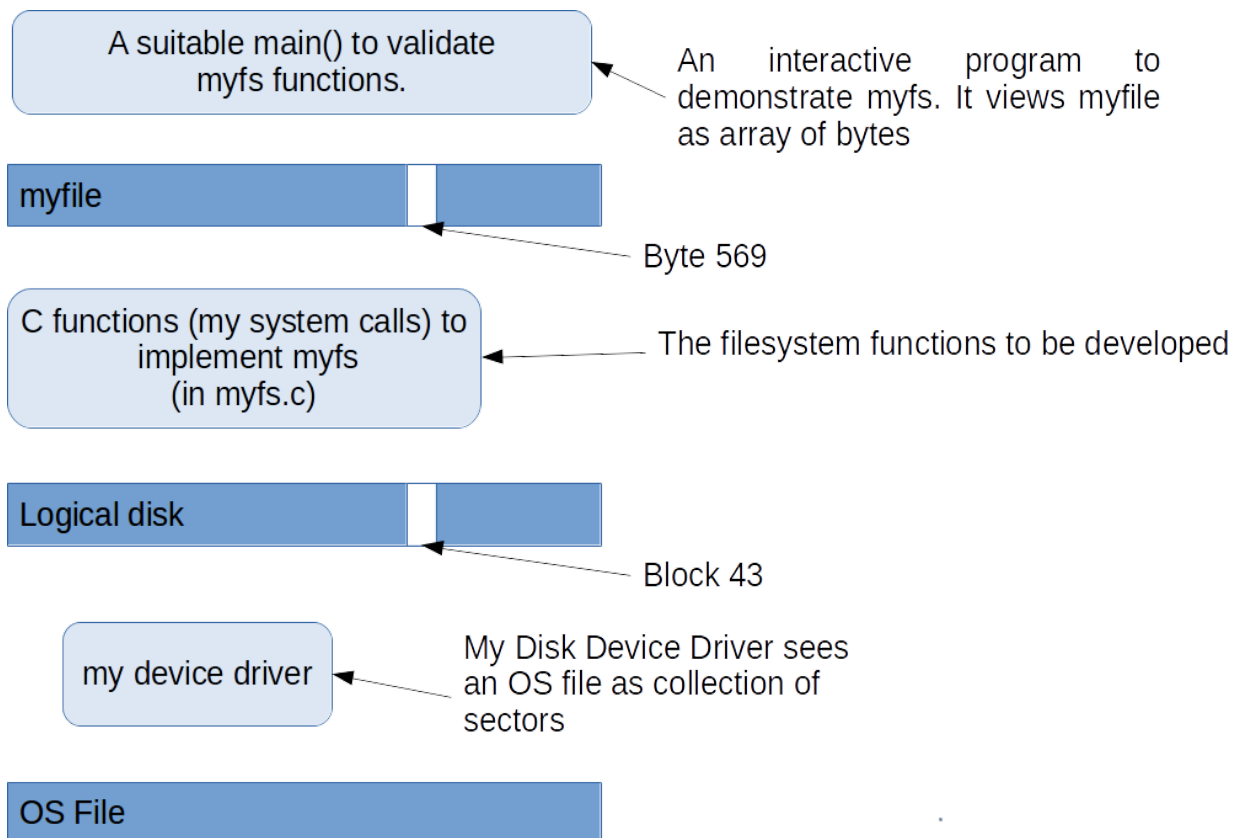 A suitable main() to validate
myfs functions.
An interactive program to
demonstrate myfs. It views myfile
as array of bytes
myfile
Byte 569
C functions (my system calls) to
implement myfs
(in myfs.c)
The filesystem functions to be developed
Logical disk
Block 43
my device driver
My Disk Device Driver sees
an OS file as collection of
sectors
OS File